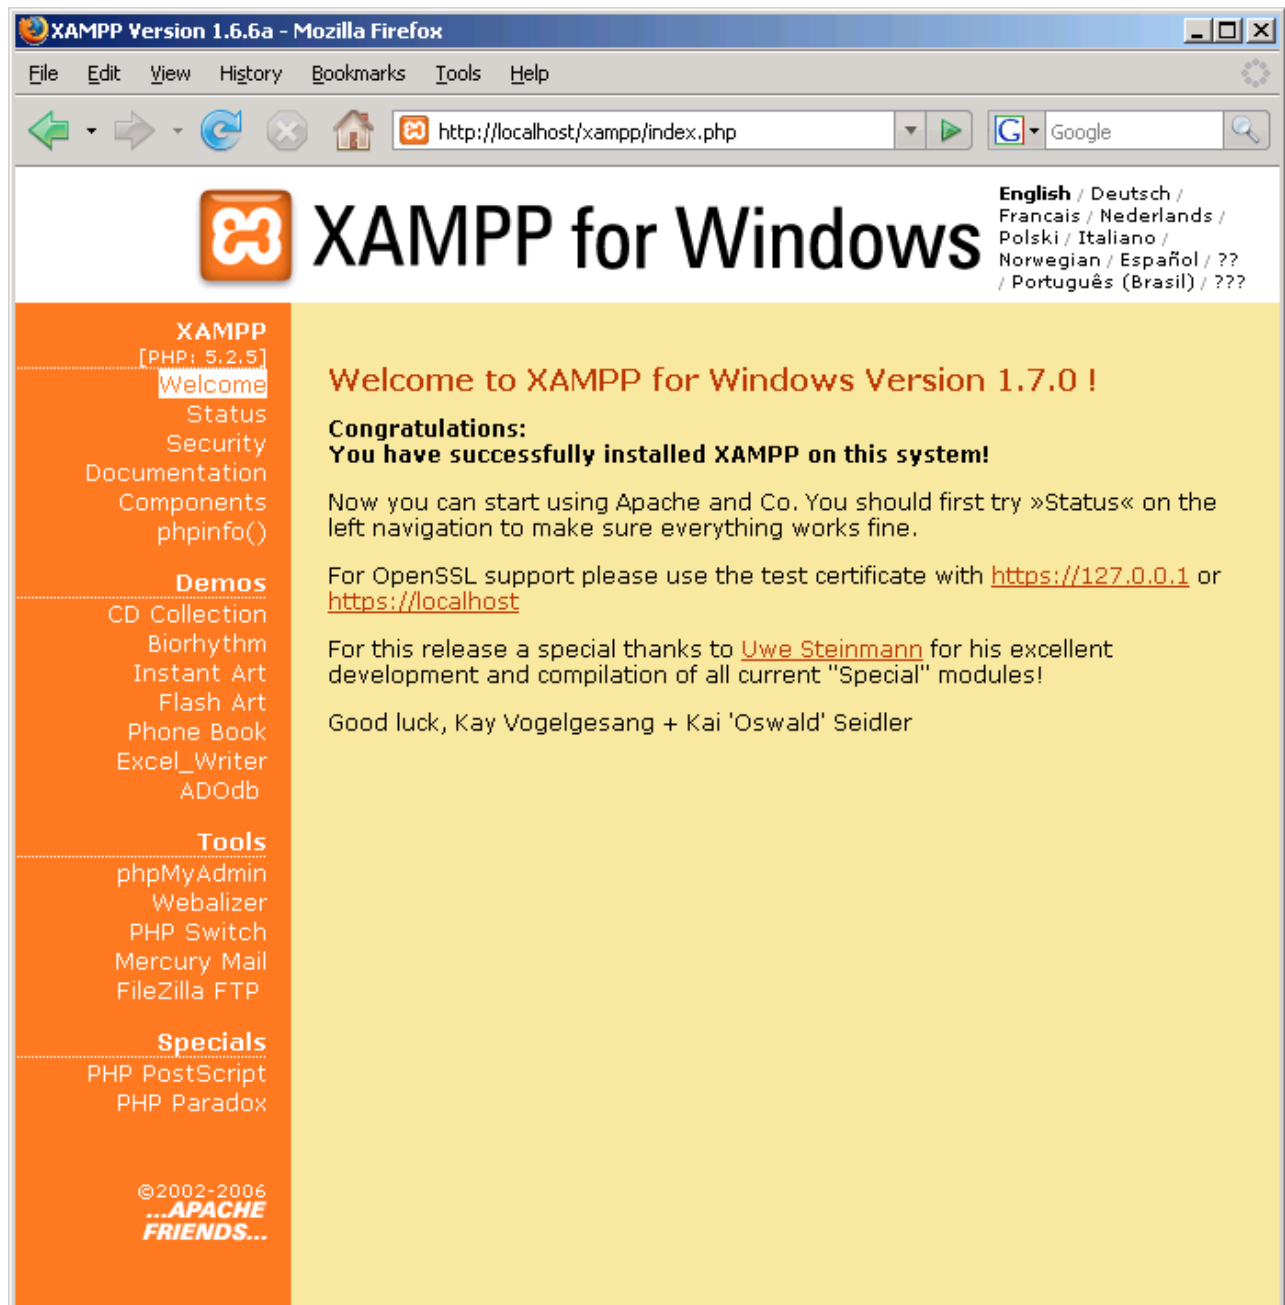 XAMPP Version 1.6.6a - Mozilla Firefox
File Edit View History Bookmarks Tools Help
http://localhost/xampp/index.php
G Google
XAMPP for Windows
English / Deutsch /
Francais / Nederlands /
Polski / Italiano /
Norwegian / Español / ??
/ Português (Brasil) / ???
XAMPP
[PHP: 5.2.5]
Welcome
Status
Security
Documentation
Components
phpinfo()
Demos
CD Collection
Biorhythm
Instant Art
Flash Art
Phone Book
Excel_Writer
ADOdb
Tools
phpMyAdmin
Webalizer
PHP Switch
Mercury Mail
FileZilla FTP
Specials
PHP PostScript
PHP Paradox
©2002-2006
...APACHE
FRIENDS...
Welcome to XAMPP for Windows Version 1.7.0 !
Congratulations:
You have successfully installed XAMPP on this system!
Now you can start using Apache and Co. You should first try »Status« on the
left navigation to make sure everything works fine.
For OpenSSL support please use the test certificate with https://127.0.0.1 or
https://localhost
For this release a special thanks to Uwe Steinmann for his excellent
development and compilation of all current "Special" modules!
Good luck, Kay Vogelgesang + Kai 'Oswald' Seidler